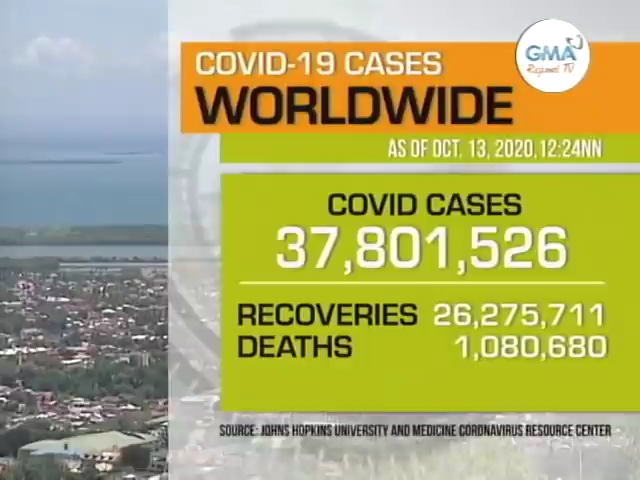 GMA
Regional TV
COVID-19 CASES
WORLDWIDE
AS OF OCT. 13, 2020,12:24NN
COVID CASES
37,801,526
RECOVERIES 26,275,711
DEATHS 1,080,680
SOURCE: JOHNS HOPKINS UNIVERSITY AND MEDICINE CORONAVIRUS RESOURCE CENTER